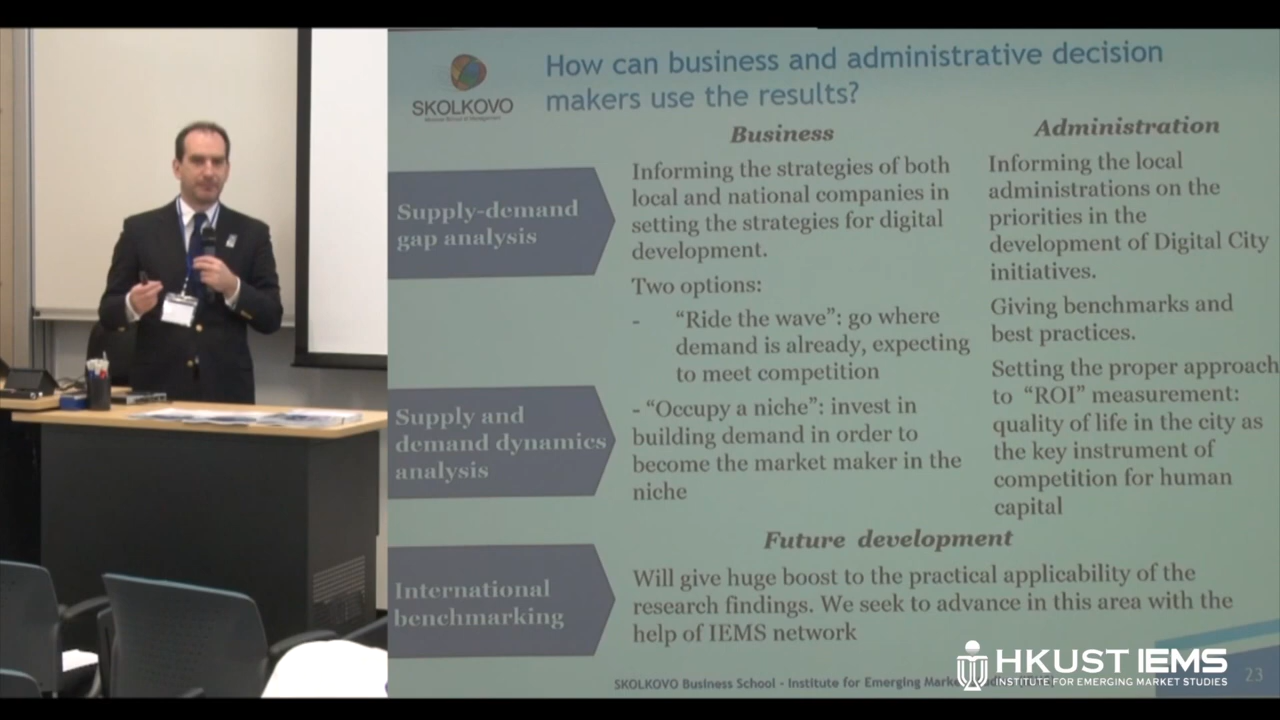 SKOLKOVO
How can business and administrative decision
makers use the results?
Business
Administration
Supply-demand
gap analysis
Informing the strategies of both
local and national companies in
setting the strategies for digital
development.
Two options:
- "Ride the wave": go where
demand is already, expecting
to meet competition
Supply and
demand dynamics
analysis
- "Occupy a niche": invest in
building demand in order to
become the market maker in the
niche
Informing the local
administrations on the
priorities in the
development of Digital City
initiatives.
Giving benchmarks and
best practices.
Setting the proper approach
to "ROI" measurement:
quality of life in the city as
the key instrument of
competition for human
capital
Future development
International
benchmarking
Will give huge boost to the practical applicability of the
research findings. We seek to advance in this area with the
help of IEMS network
SKOLKOVO Business School - Institute for Emerging
23
HKUST IEMS
INSTITUTE FOR EMERGING MARKET STUDIES